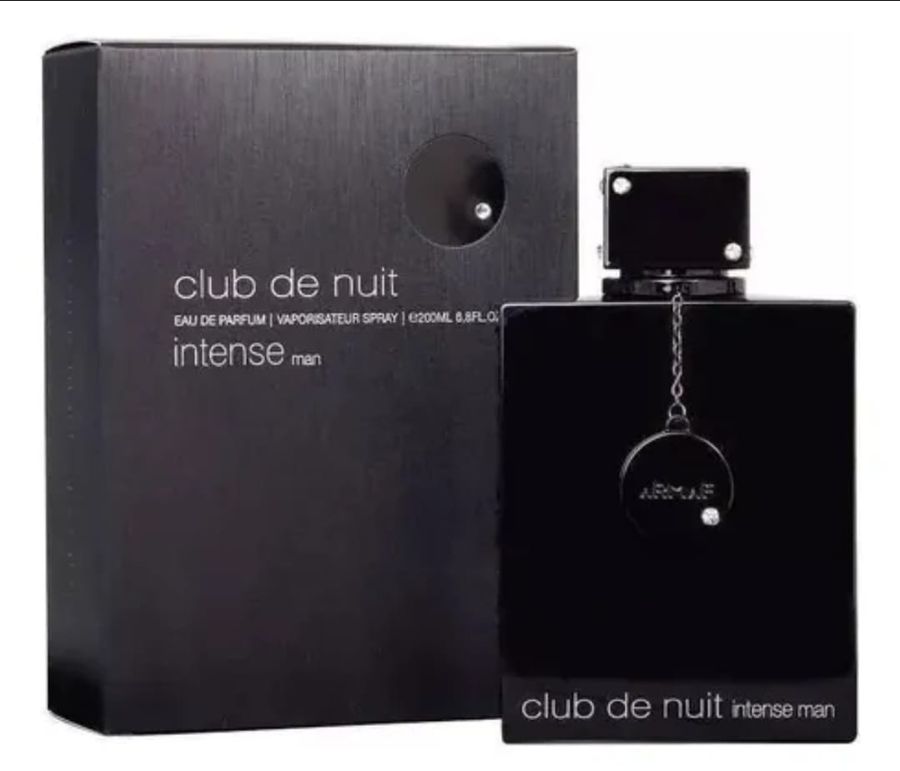 club de nuit
EAU DE PARFUM | VAPORISATEUR SPRAY | ℮200ML 6,8FL.OZ
intense man
ARMAF
club de nuit intense man